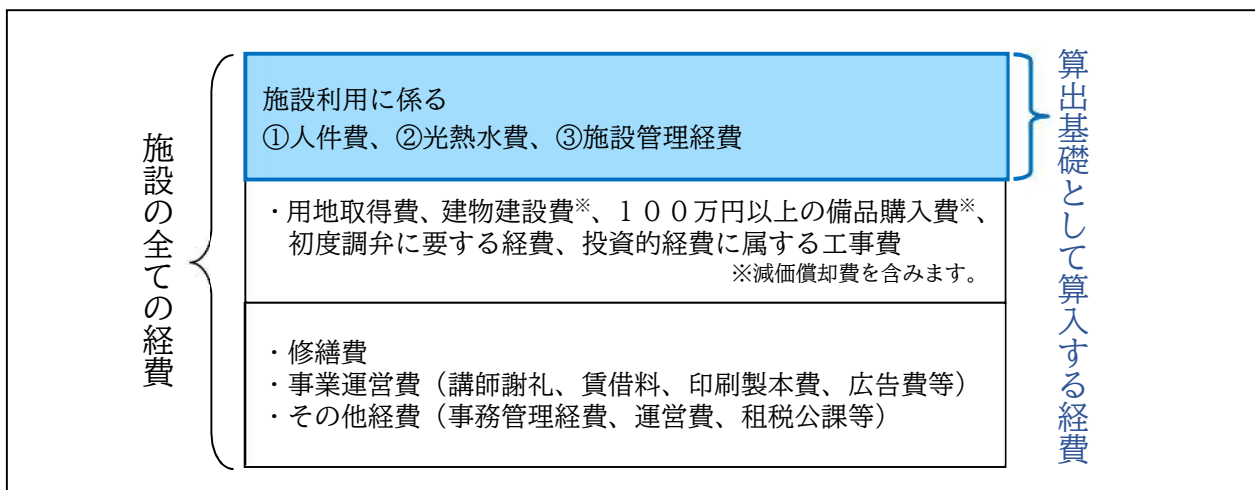 施設の全ての経費
施設利用に係る
①人件費、②光熱水費、③施設管理経費
・用地取得費、建物建設費※、１００万円以上の備品購入費※、
初度調弁に要する経費、投資的経費に属する工事費
※減価償却費を含みます。
・修繕費
・事業運営費（講師謝礼、賃借料、印刷製本費、広告費等）
・その他経費（事務管理経費、運営費、租税公課等）
算出基礎として算入する経費